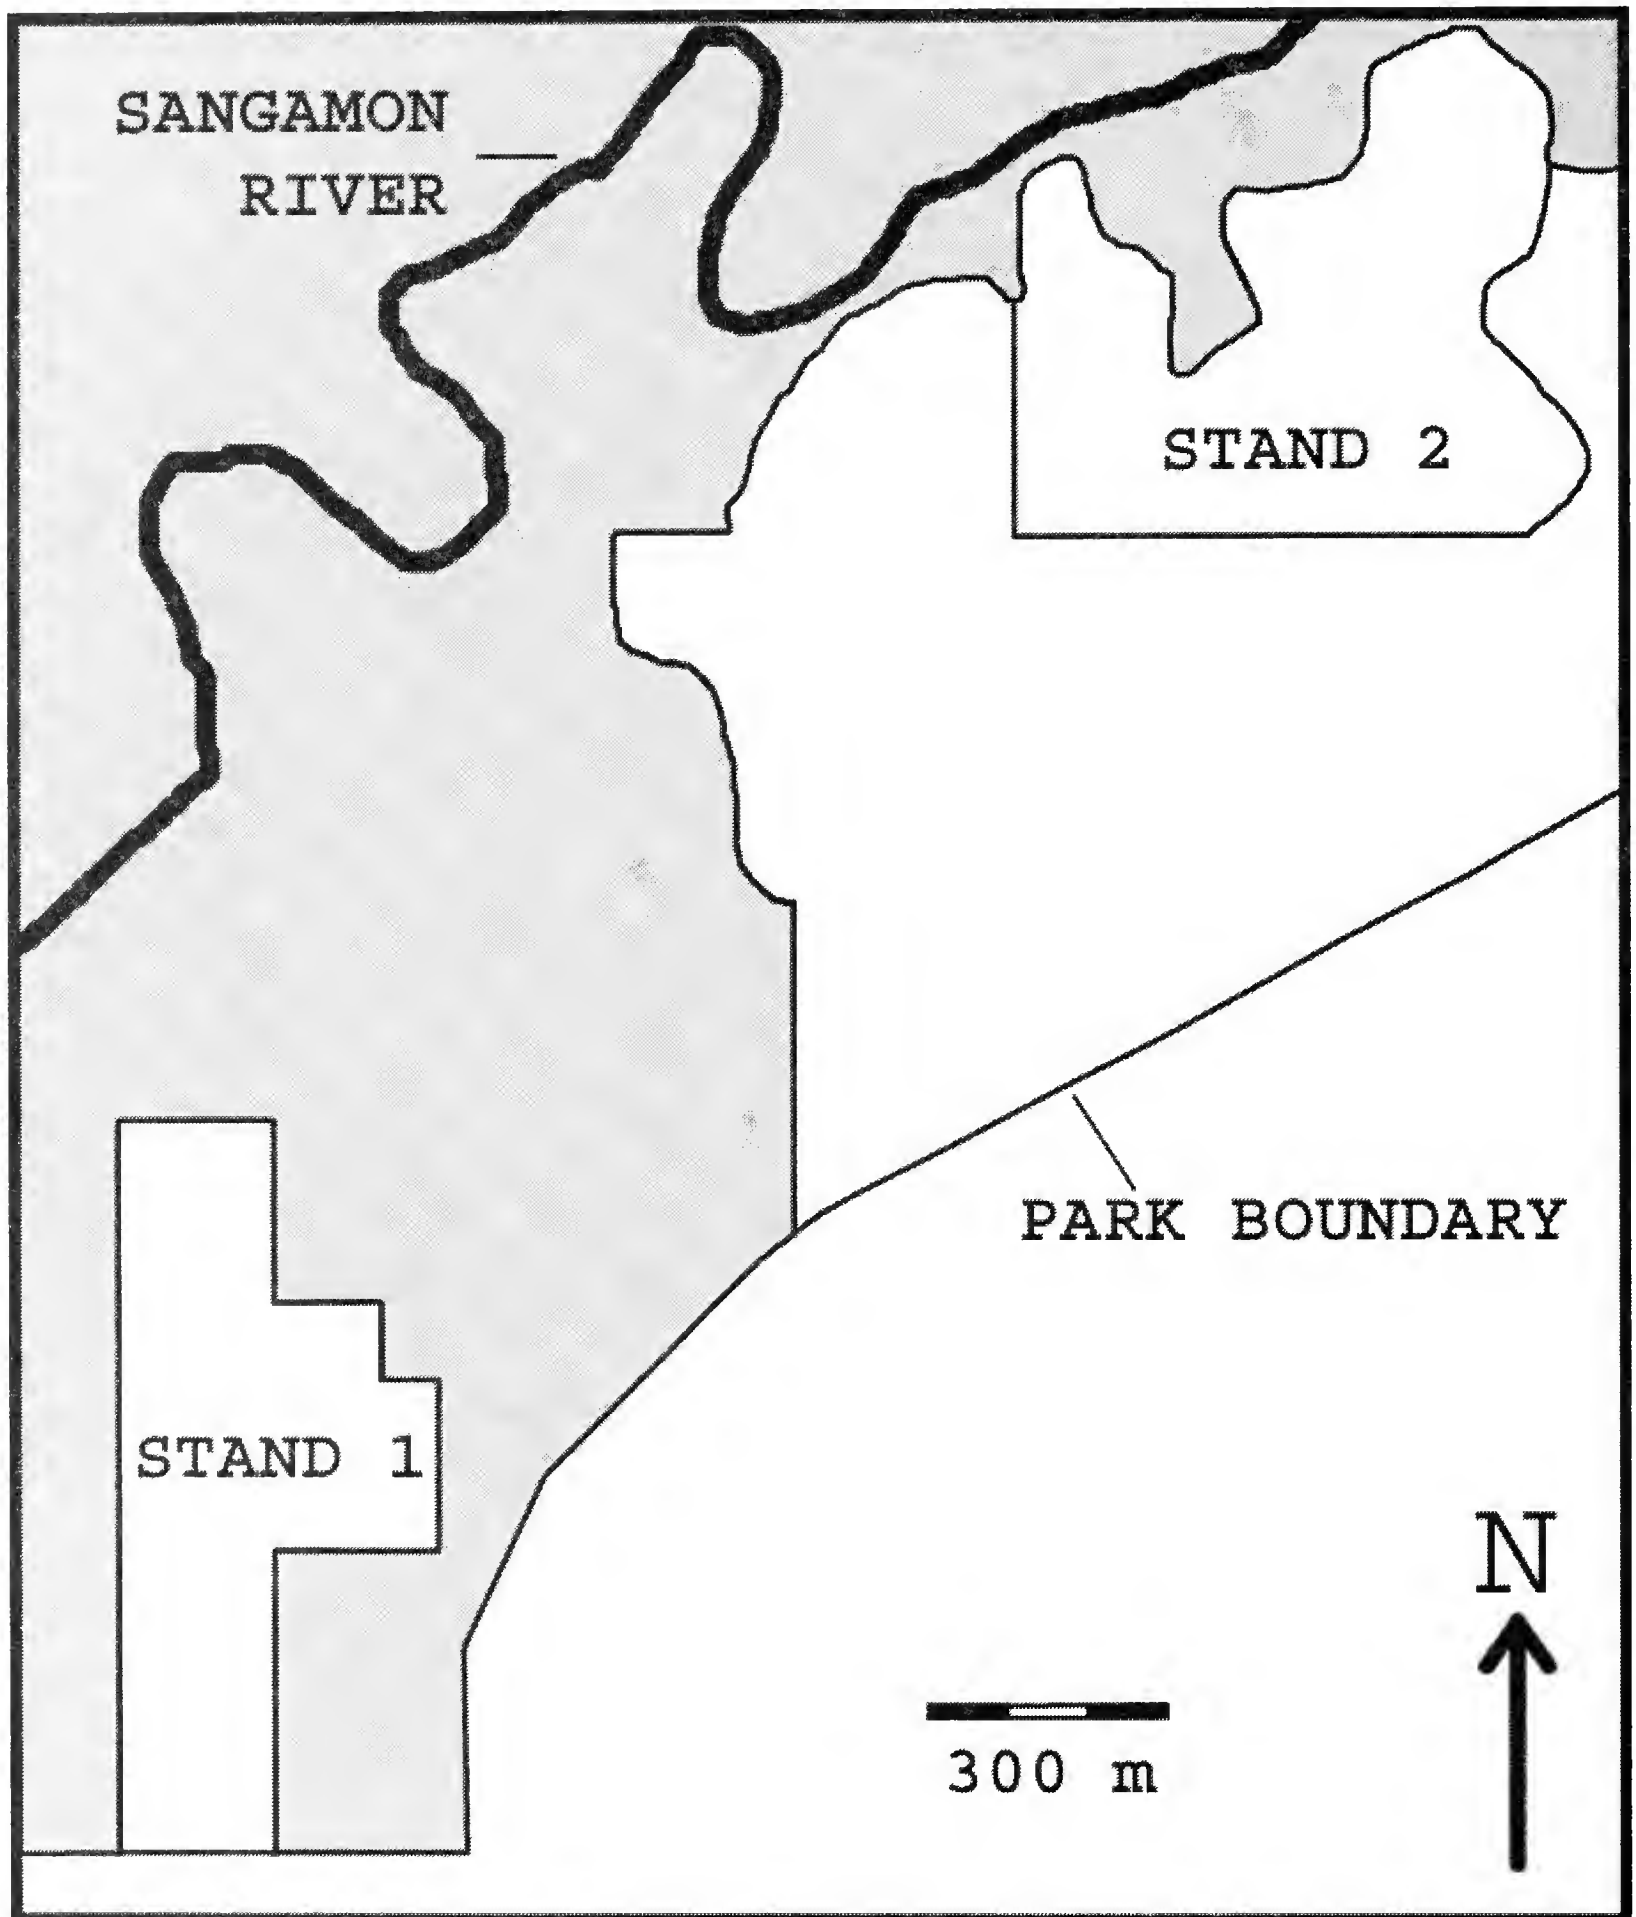 SANGAMON
RIVER
STAND 2
PARK BOUNDARY
STAND 1
N
300 m